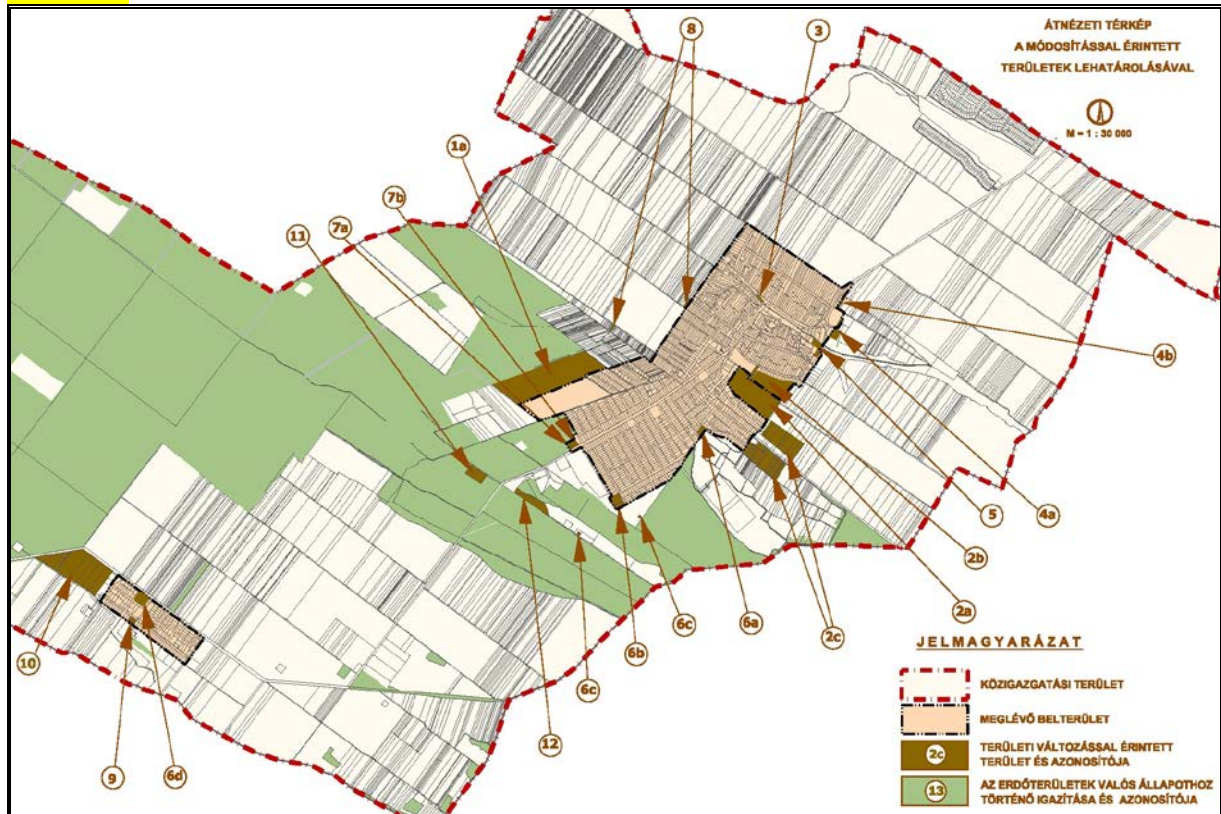 ÁTNÉZETI TÉRKÉP
A MÓDOSÍTÁSSAL ÉRINTETT
TERÜLETEK LEHATÁROLÁSÁVAL
M = 1 : 30 000
8
3
1a
7b
7a
11
4b
5
4a
2b
2a
2c
6a
6c
6b
6c
12
10
9
6d
JELMAGYARÁZAT
KÖZIGAZGATÁSI TERÜLET
MEGLÉVŐ BELTERÜLET
2c TERÜLETI VÁLTOZÁSSAL ÉRINTETT
TERÜLET ÉS AZONOSÍTÓJA
13 AZ ERDŐTERÜLETEK VALÓS ÁLLAPOTHOZ
TÖRTÉNŐ IGAZÍTÁSA ÉS AZONOSÍTÓJA